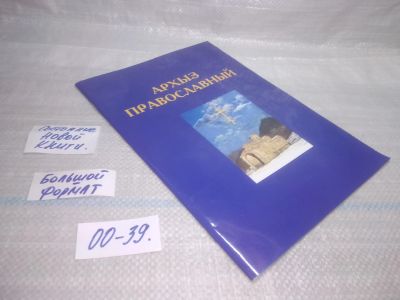 АРХЫЗ
ПРАВОСЛАВНЫЙ
СОСТОЯНИЕ
НОВОЙ
КНИГИ.
БОЛЬШОЙ
ФОРМАТ
00-39.